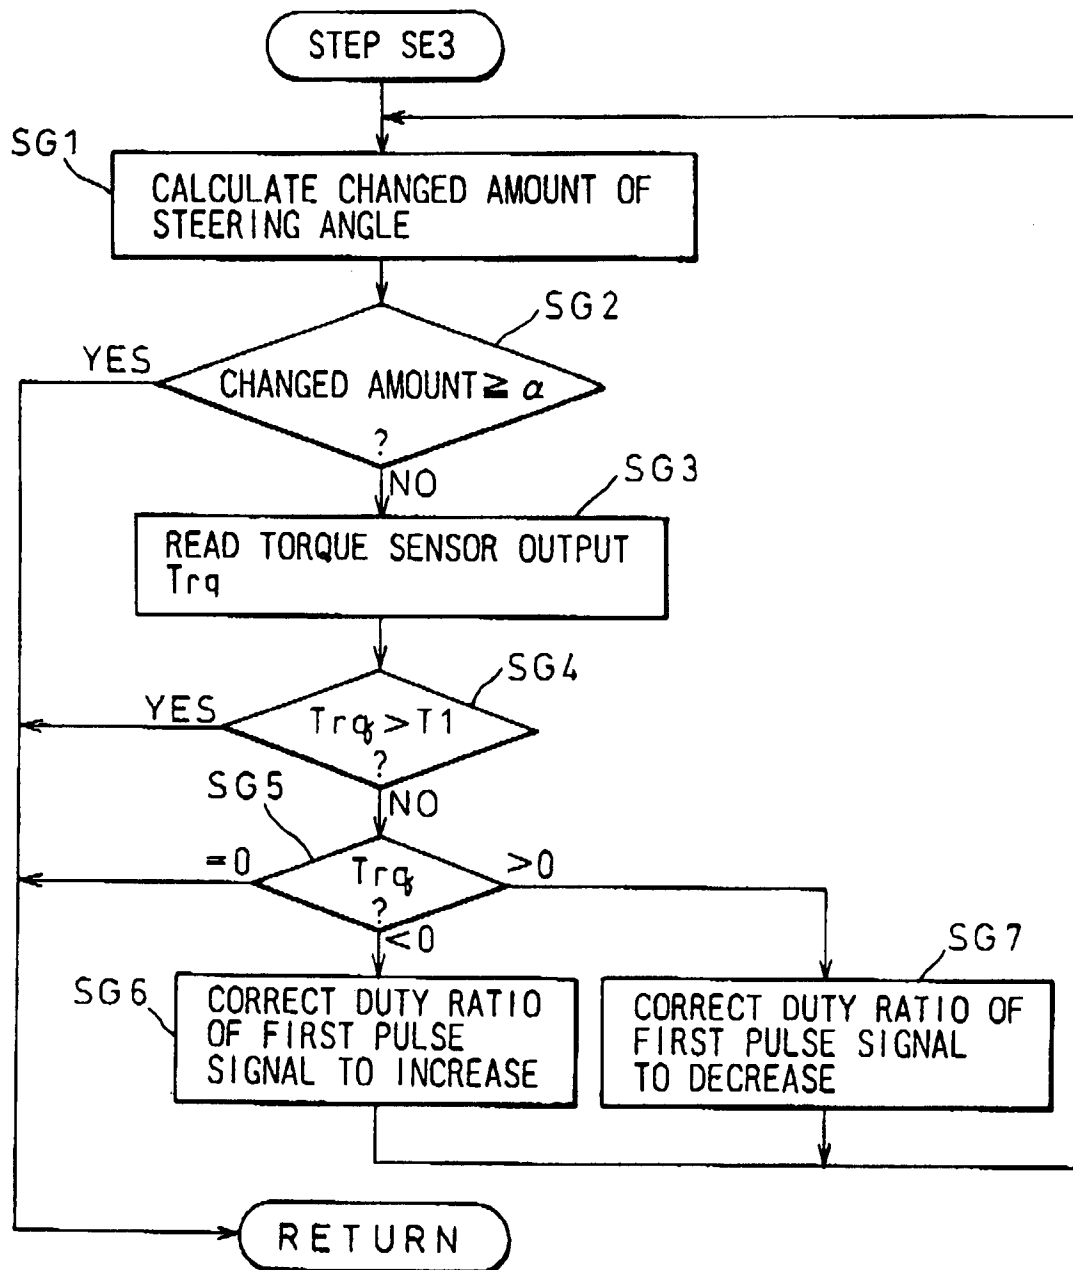 STEP SE3
SG1
CALCULATE CHANGED AMOUNT OF
STEERING ANGLE
SG2
YES
CHANGED AMOUNT ≧ α
?
NO
SG3
READ TORQUE SENSOR OUTPUT
Trq
SG4
YES
Trq > T1
?
NO
SG5
=0
Trq
>0
?
<0
SG7
SG6
CORRECT DUTY RATIO
OF FIRST PULSE
SIGNAL TO INCREASE
CORRECT DUTY RATIO OF
FIRST PULSE SIGNAL
TO DECREASE
RETURN